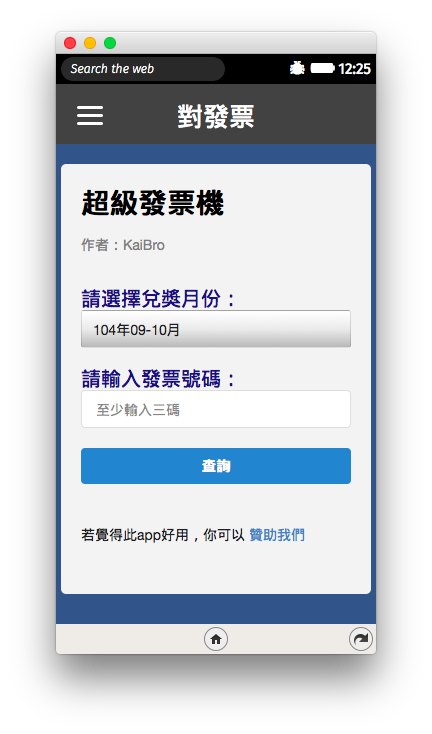 Search the web
12:25
對發票
超級發票機
作者：KaiBro
請選擇兌獎月份：
104年09-10月
請輸入發票號碼：
至少輸入三碼
查詢
若覺得此app好用，你可以 贊助我們